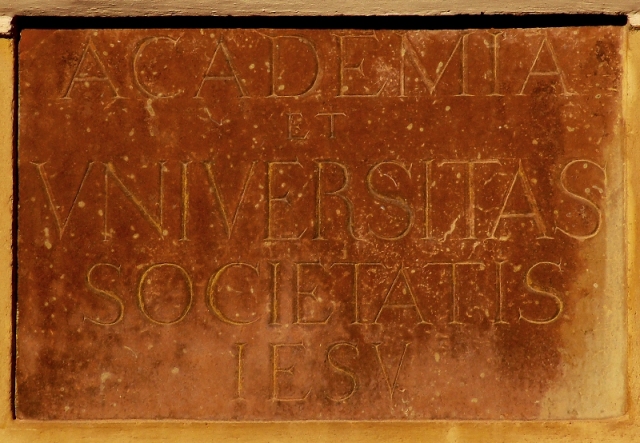 ACADEMIA
ET
VNIVERSITAS
SOCIETATIS
IESV